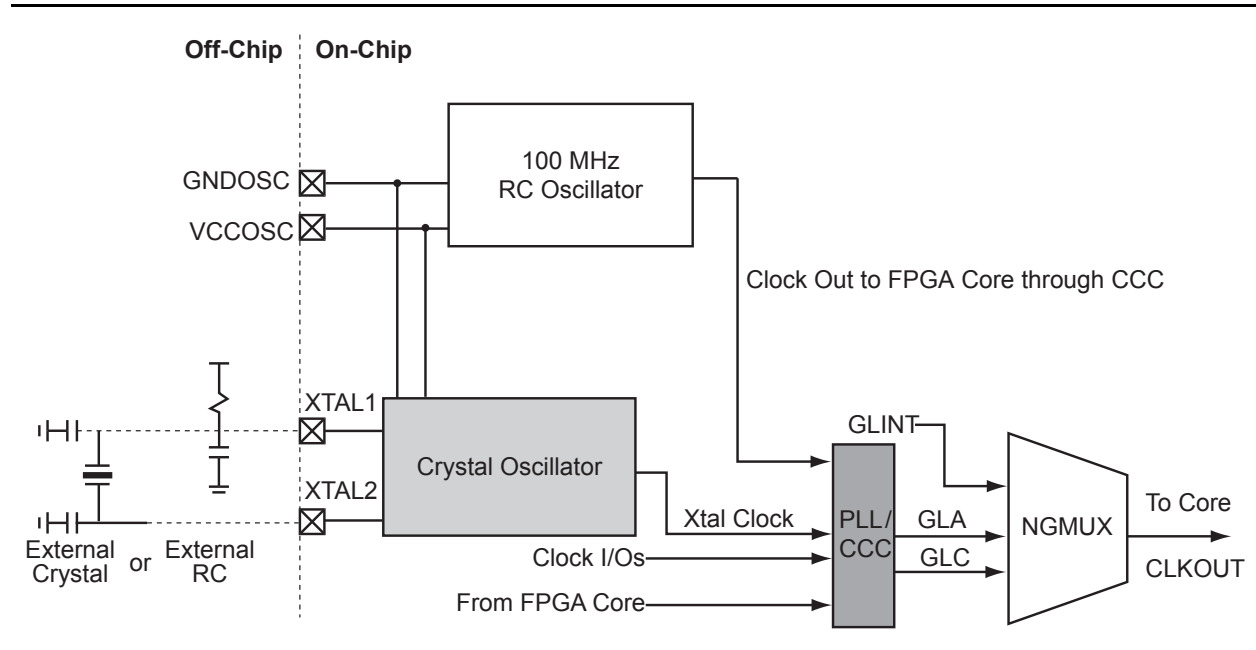 Off-Chip
On-Chip
100 MHz
RC Oscillator
GNDOSC
VCCOSC
Clock Out to FPGA Core through CCC
XTAL1
GLINT
Crystal Oscillator
XTAL2
Xtal Clock
PLL/
CCC
GLA
NGMUX
To Core
External
Crystal
or
External
RC
Clock I/Os
GLC
CLKOUT
From FPGA Core